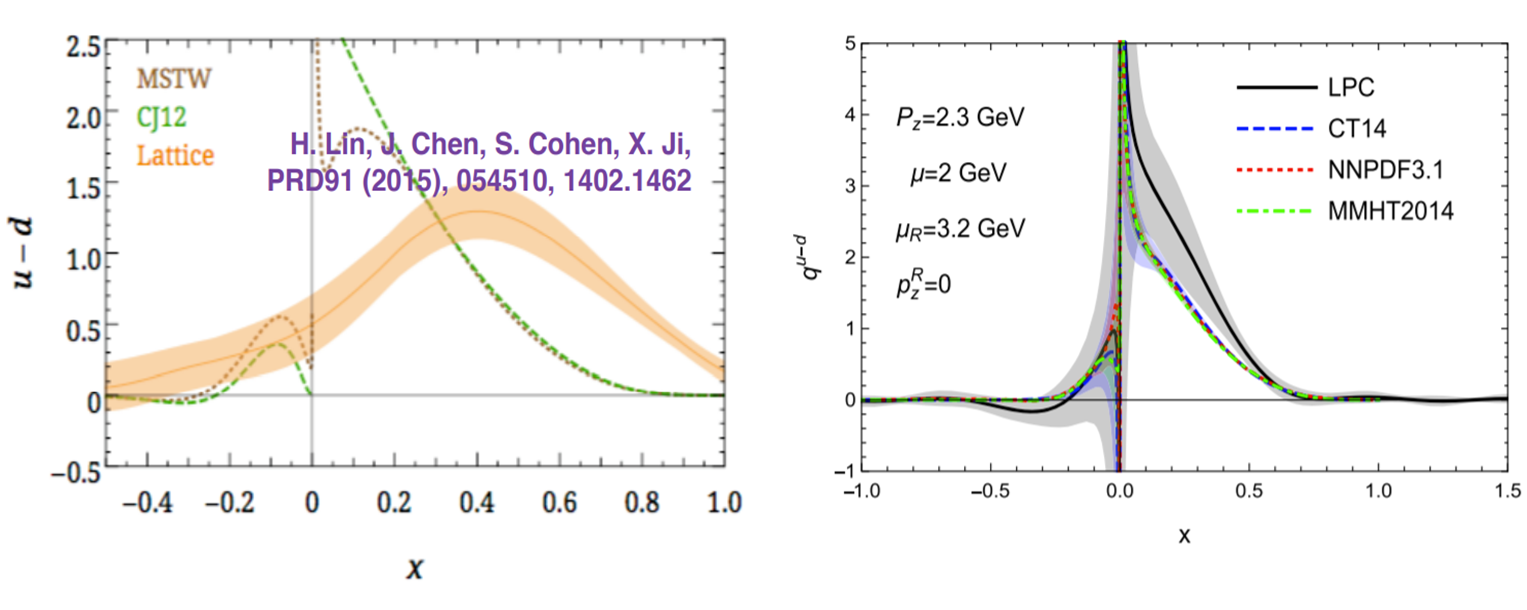 2.5
2.0
1.5
1.0
0.5
0
−0.5
u − d
MSTW
CJ12
Lattice
H. Lin, J. Chen, S. Cohen, X. Ji,
PRD91 (2015), 054510, 1402.1462
−0.4 −0.2 0 0.2 0.4 0.6 0.8 1.0
x
5
4
3
2
1
0
−1
q^{u−d}
P_z=2.3 GeV
μ=2 GeV
μ_R=3.2 GeV
p_z^R=0
LPC
CT14
NNPDF3.1
MMHT2014
−1.0 −0.5 0.0 0.5 1.0 1.5
x